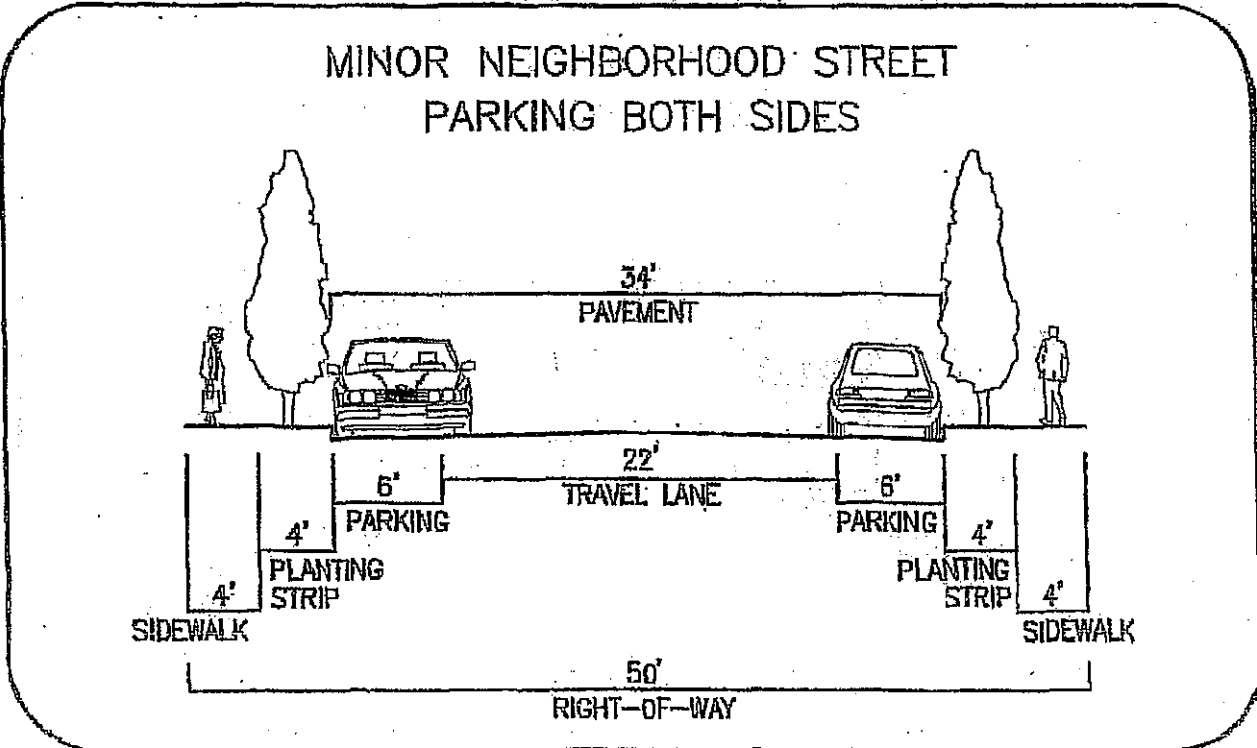 MINOR NEIGHBORHOOD STREET
PARKING BOTH SIDES
34'
PAVEMENT
22'
TRAVEL LANE
6'
PARKING
6'
PARKING
4'
PLANTING
STRIP
4'
PLANTING
STRIP
4'
SIDEWALK
4'
SIDEWALK
50'
RIGHT-OF-WAY